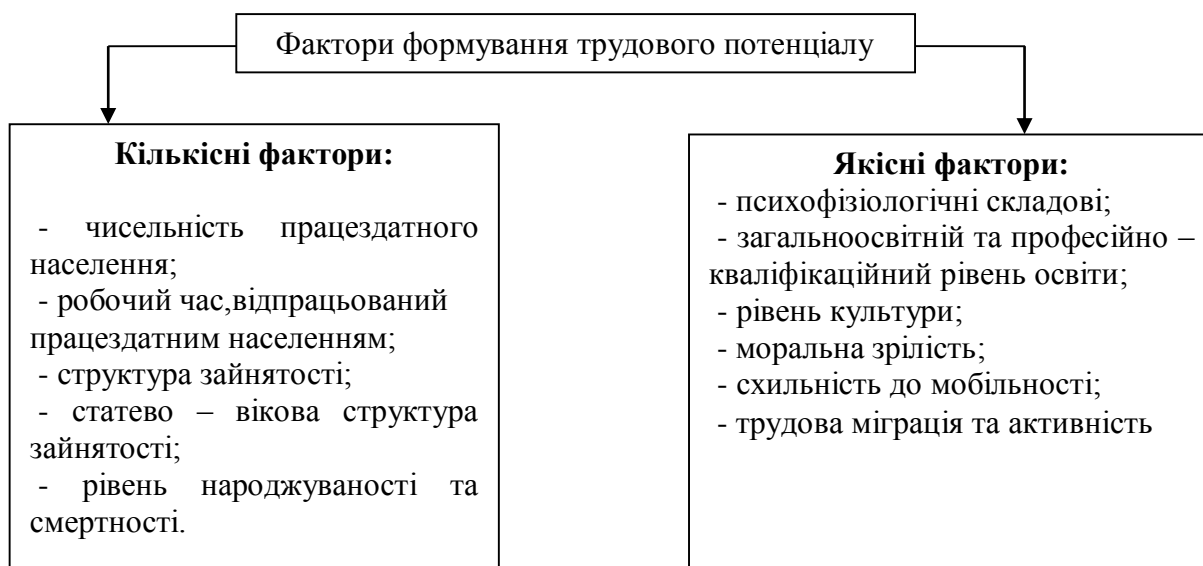 Фактори формування трудового потенціалу
Кількісні фактори:
- чисельність працездатного
населення;
- робочий час,відпрацьований
працездатним населенням;
- структура зайнятості;
- статево – вікова структура
зайнятості;
- рівень народжуваності та
смертності.
Якісні фактори:
- психофізіологічні складові;
- загальноосвітній та професійно –
кваліфікаційний рівень освіти;
- рівень культури;
- моральна зрілість;
- схильність до мобільності;
- трудова міграція та активність